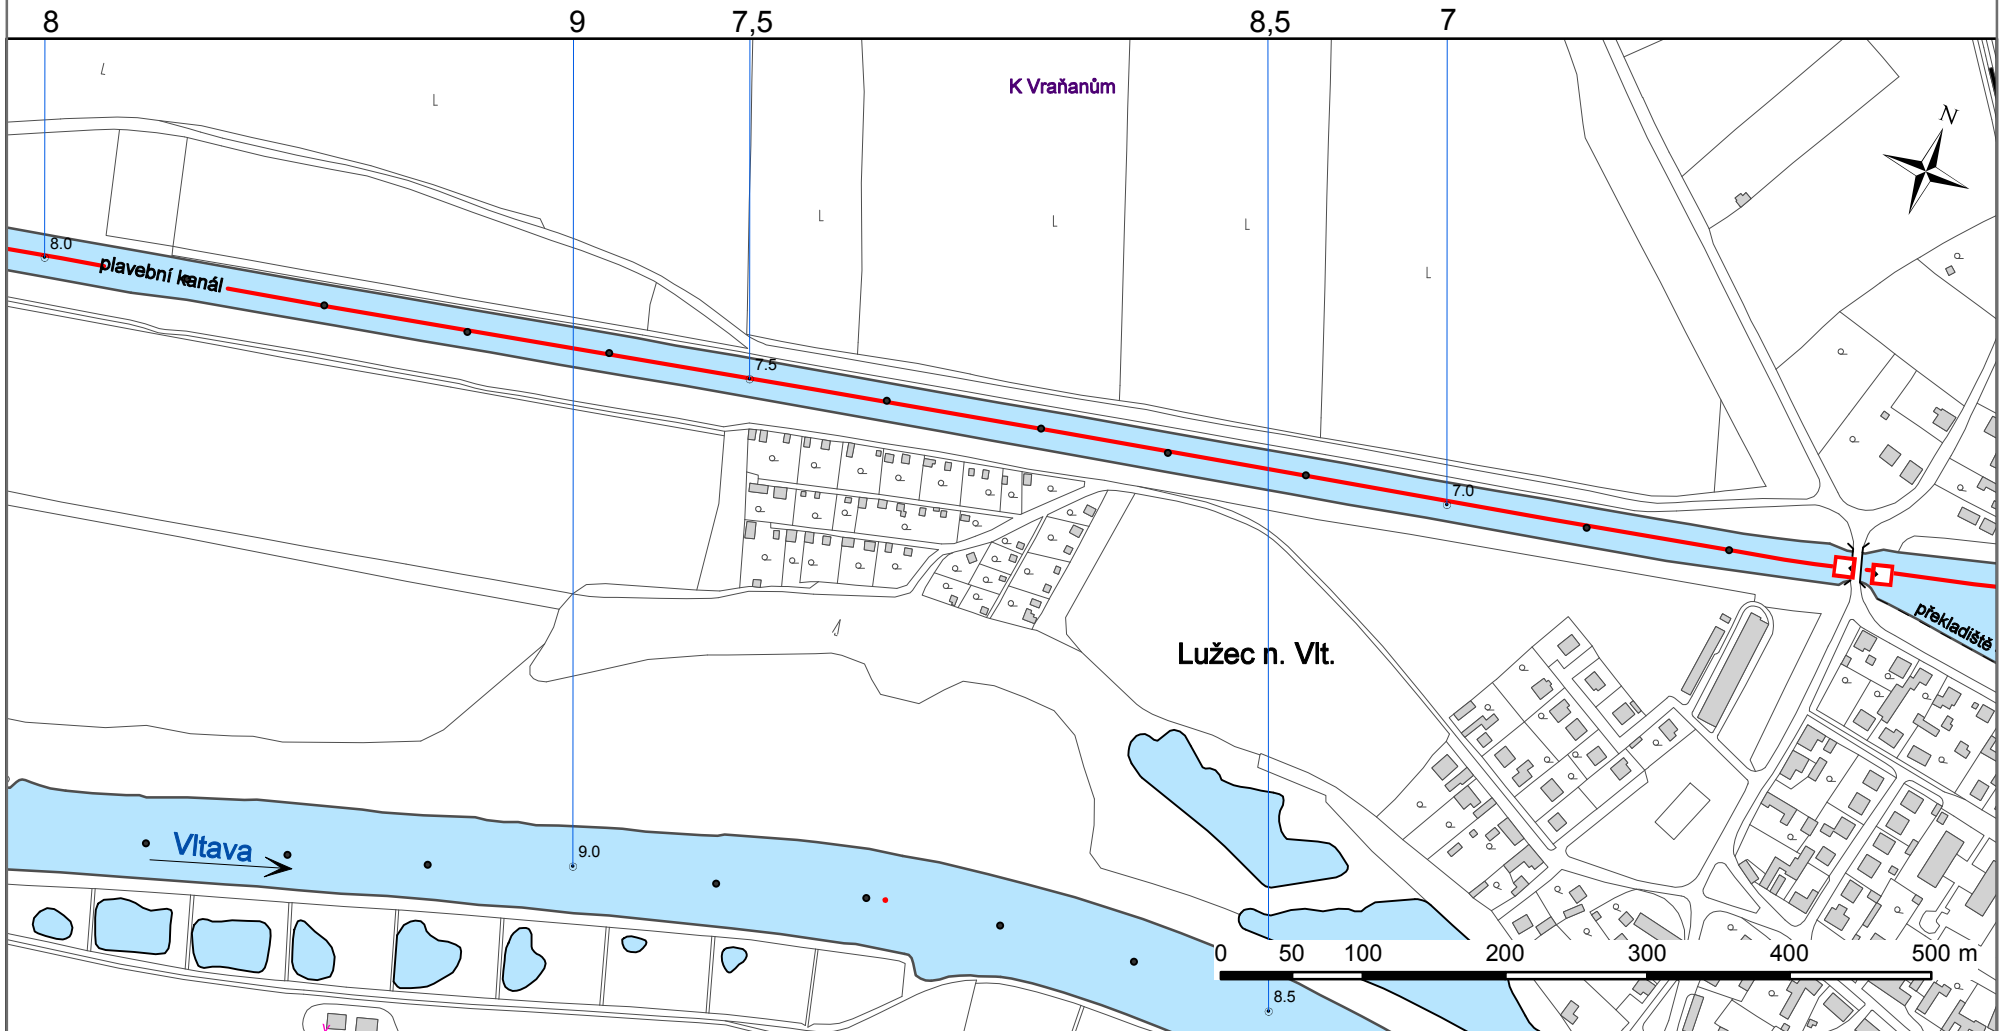 8 9 7,5 8,5 7
K Vraňanům
N
8.0
plavební kanál
7.5
7.0
překladiště
Lužec n. Vlt.
Vltava
9.0
0 50 100 200 300 400 500 m
8.5